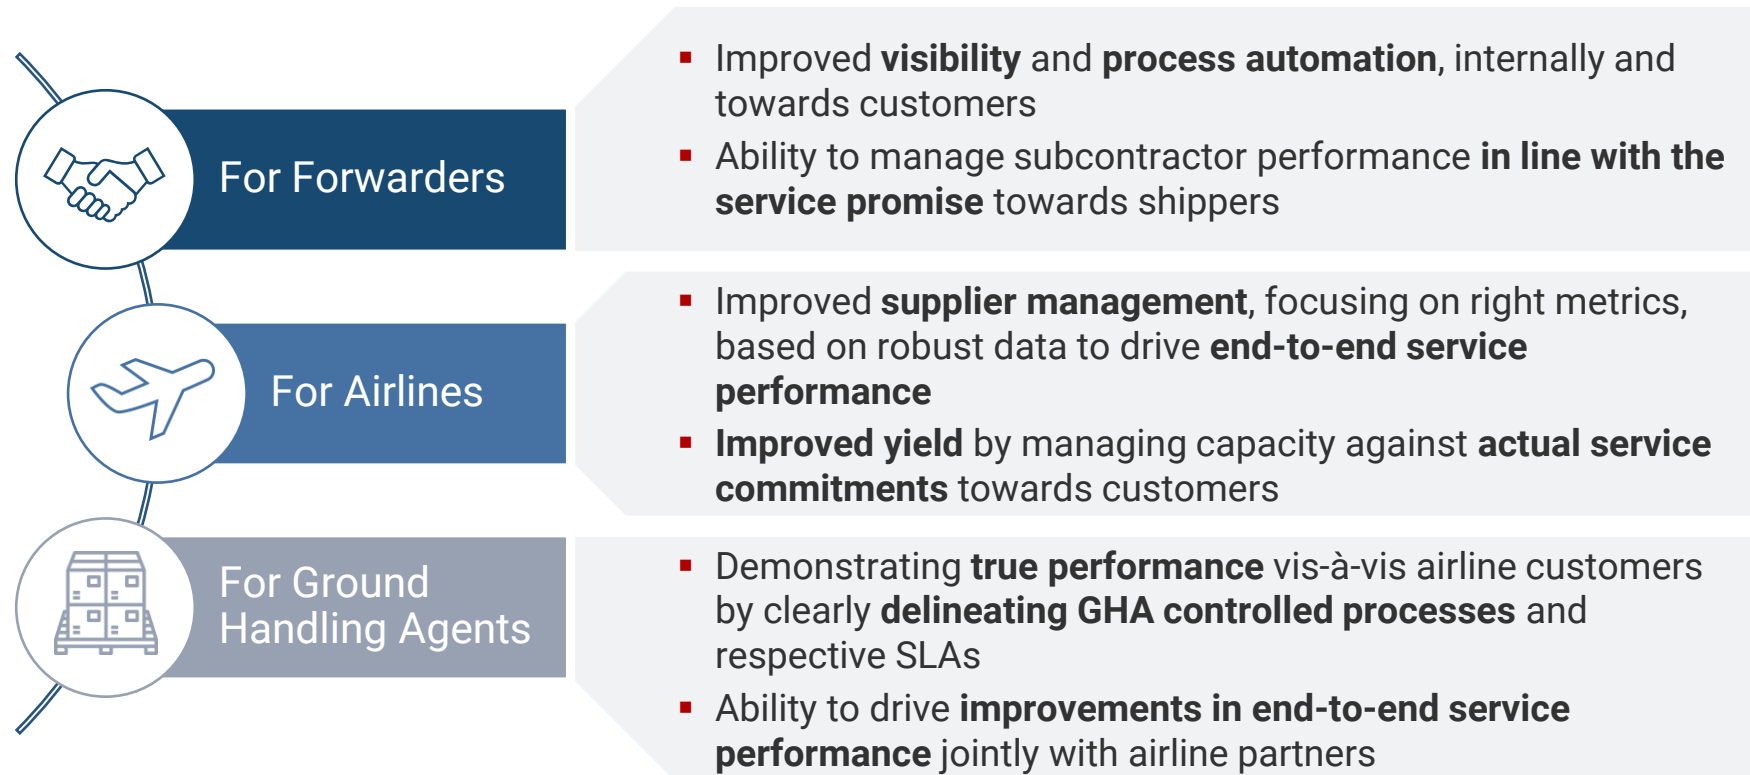 For Forwarders
Improved visibility and process automation, internally and
towards customers
Ability to manage subcontractor performance in line with the
service promise towards shippers
For Airlines
Improved supplier management, focusing on right metrics,
based on robust data to drive end-to-end service
performance
Improved yield by managing capacity against actual service
commitments towards customers
For Ground
Handling Agents
Demonstrating true performance vis-à-vis airline customers
by clearly delineating GHA controlled processes and
respective SLAs
Ability to drive improvements in end-to-end service
performance jointly with airline partners